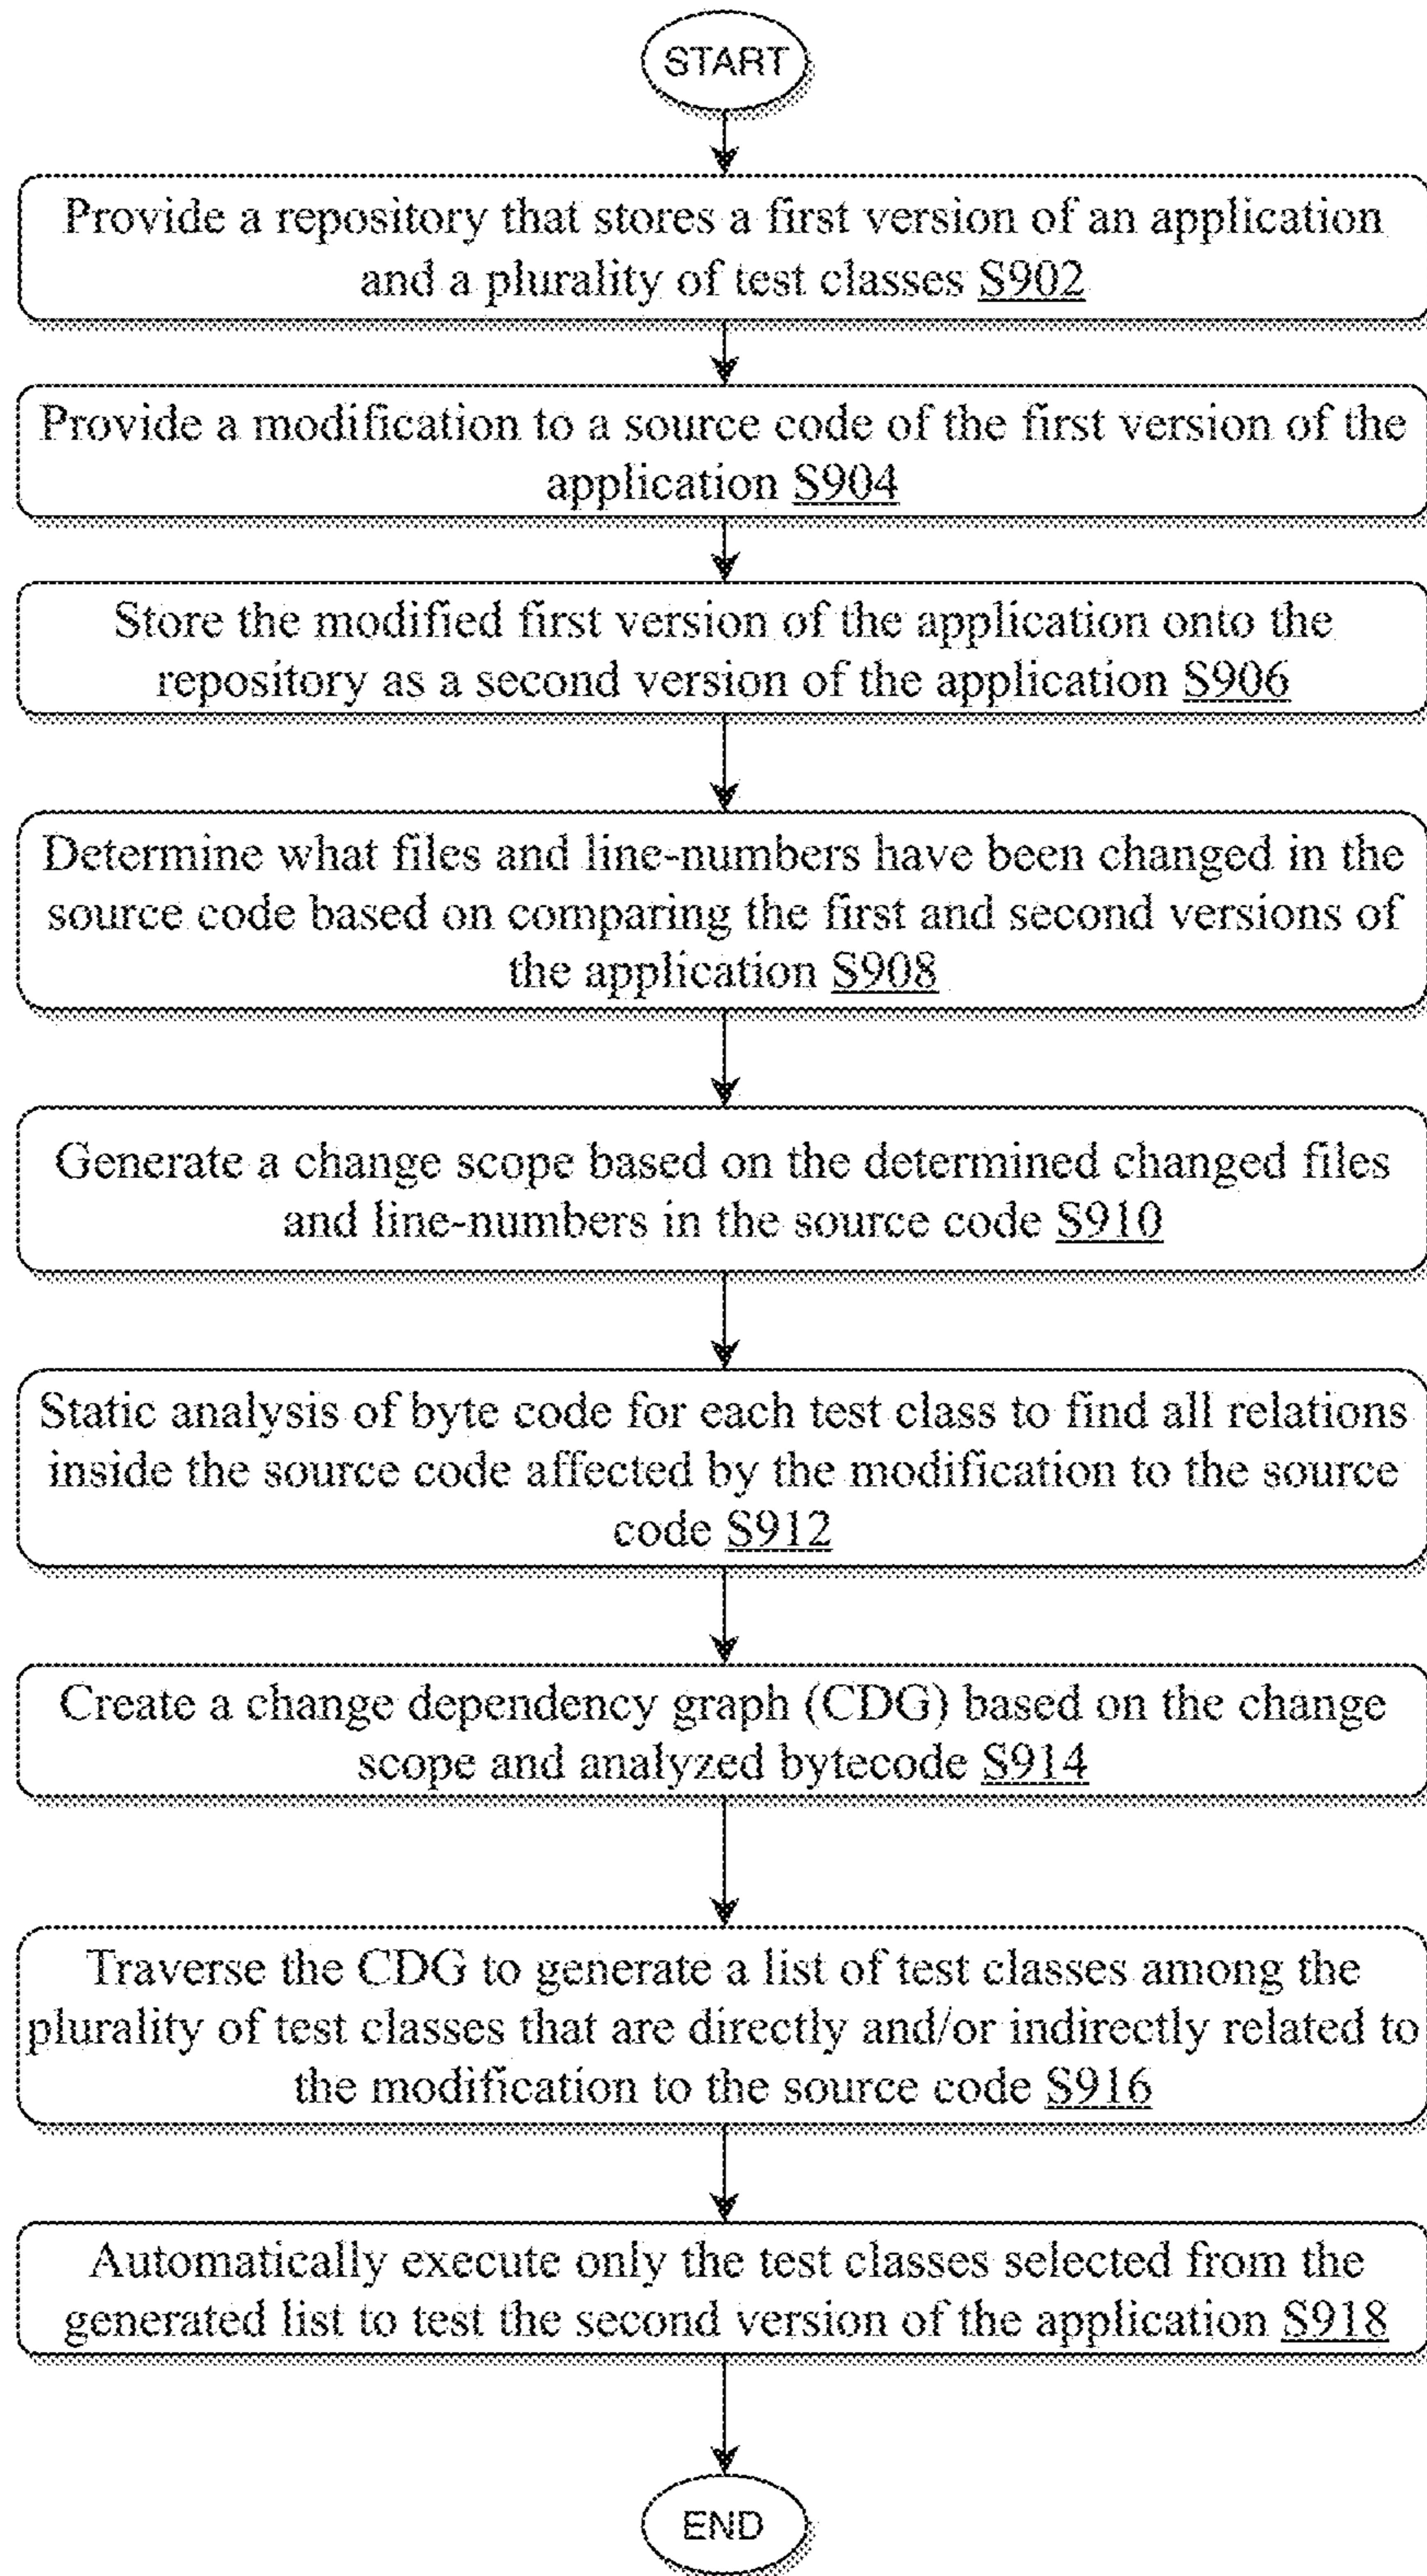 START
Provide a repository that stores a first version of an application
and a plurality of test classes S902
Provide a modification to a source code of the first version of the
application S904
Store the modified first version of the application onto the
repository as a second version of the application S906
Determine what files and line-numbers have been changed in the
source code based on comparing the first and second versions of
the application S908
Generate a change scope based on the determined changed files
and line-numbers in the source code S910
Static analysis of byte code for each test class to find all relations
inside the source code affected by the modification to the source
code S912
Create a change dependency graph (CDG) based on the change
scope and analyzed bytecode S914
Traverse the CDG to generate a list of test classes among the
plurality of test classes that are directly and/or indirectly related to
the modification to the source code S916
Automatically execute only the test classes selected from the
generated list to test the second version of the application S918
END